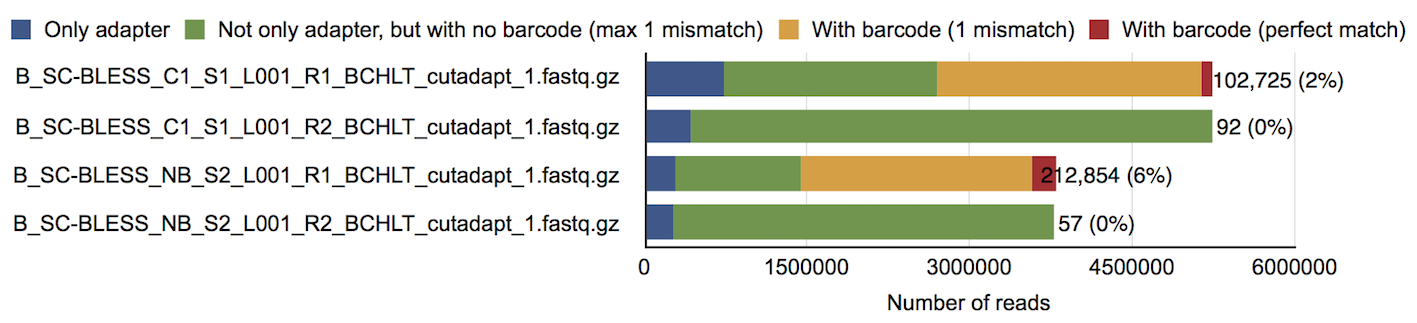 Only adapter Not only adapter, but with no barcode (max 1 mismatch) With barcode (1 mismatch) With barcode (perfect match)
B_SC-BLESS_C1_S1_L001_R1_BCHLT_cutadapt_1.fastq.gz 102,725 (2%)
B_SC-BLESS_C1_S1_L001_R2_BCHLT_cutadapt_1.fastq.gz 92 (0%)
B_SC-BLESS_NB_S2_L001_R1_BCHLT_cutadapt_1.fastq.gz 212,854 (6%)
B_SC-BLESS_NB_S2_L001_R2_BCHLT_cutadapt_1.fastq.gz 57 (0%)
0 1500000 3000000 4500000 6000000
Number of reads